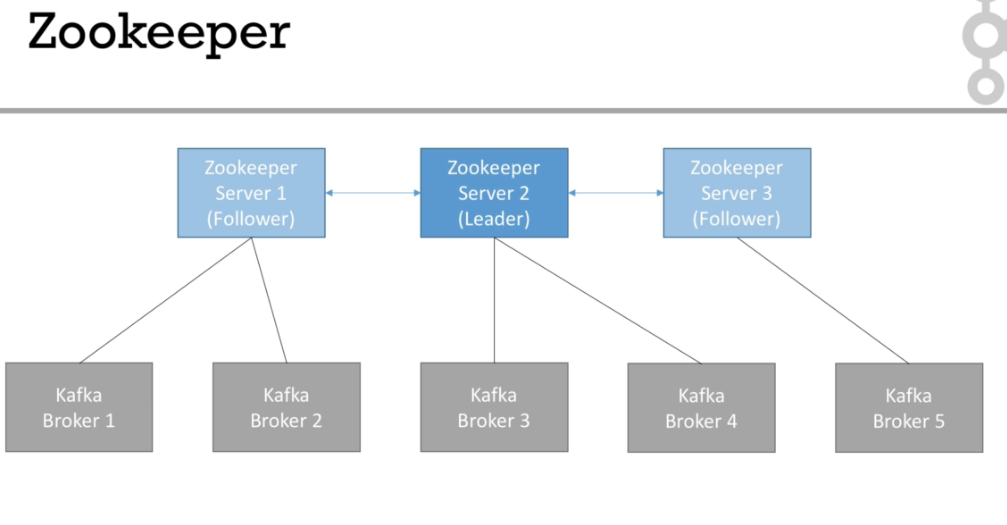 Zookeeper
Zookeeper
Server 1
(Follower)
Zookeeper
Server 2
(Leader)
Zookeeper
Server 3
(Follower)
Kafka
Broker 1
Kafka
Broker 2
Kafka
Broker 3
Kafka
Broker 4
Kafka
Broker 5